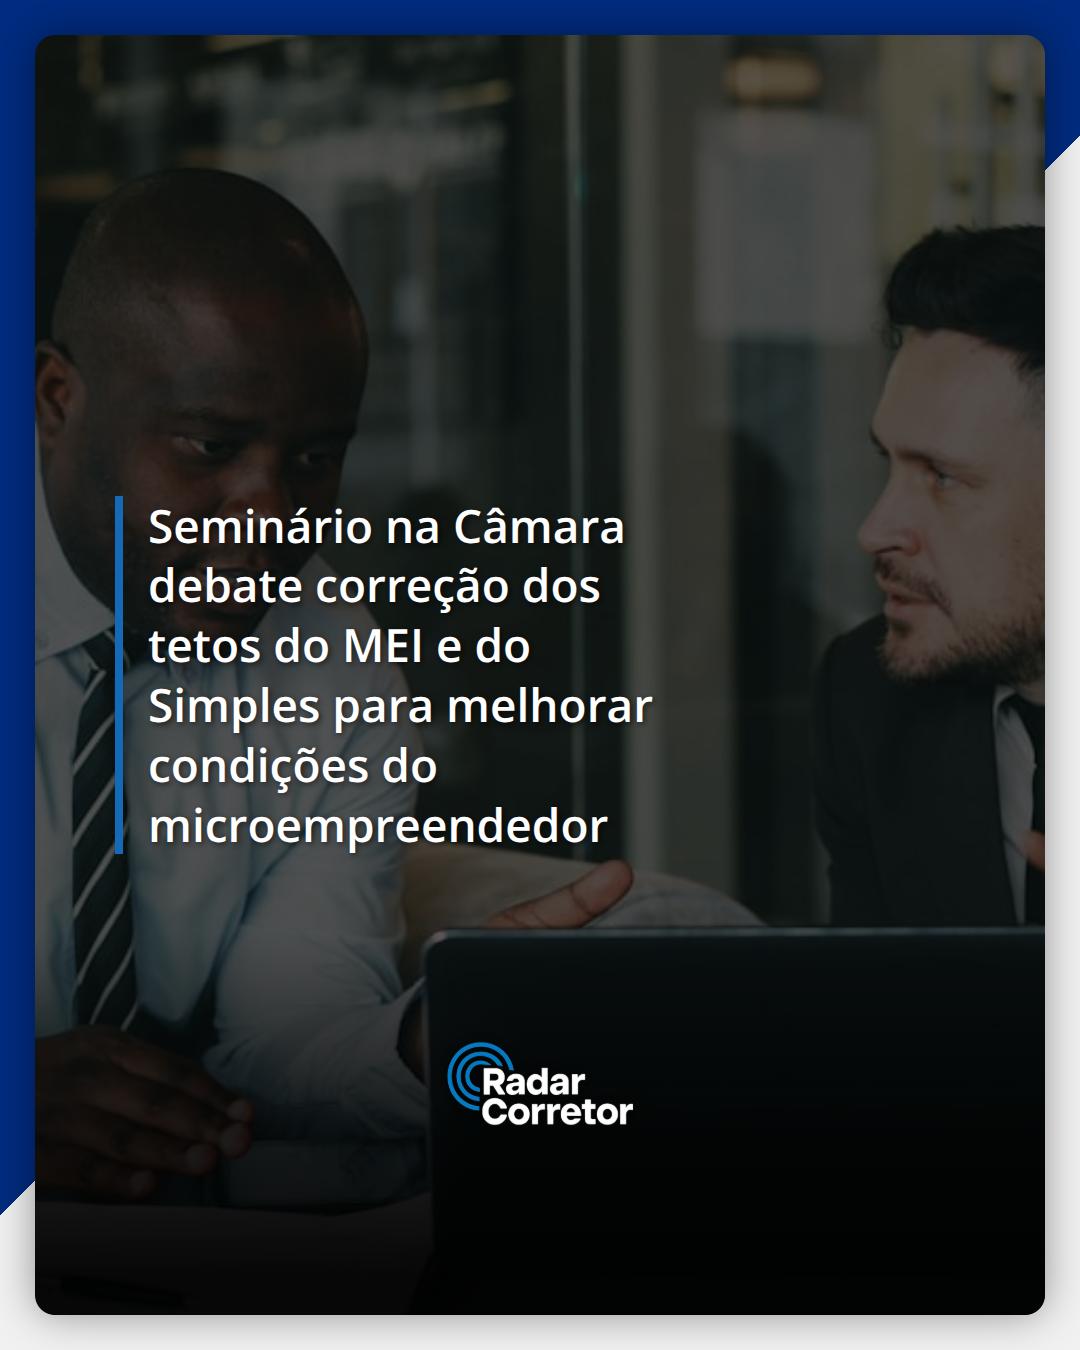 Seminário na Câmara
debate correção dos
tetos do MEI e do
Simples para melhorar
condições do
microempreendedor
Radar
Corretor